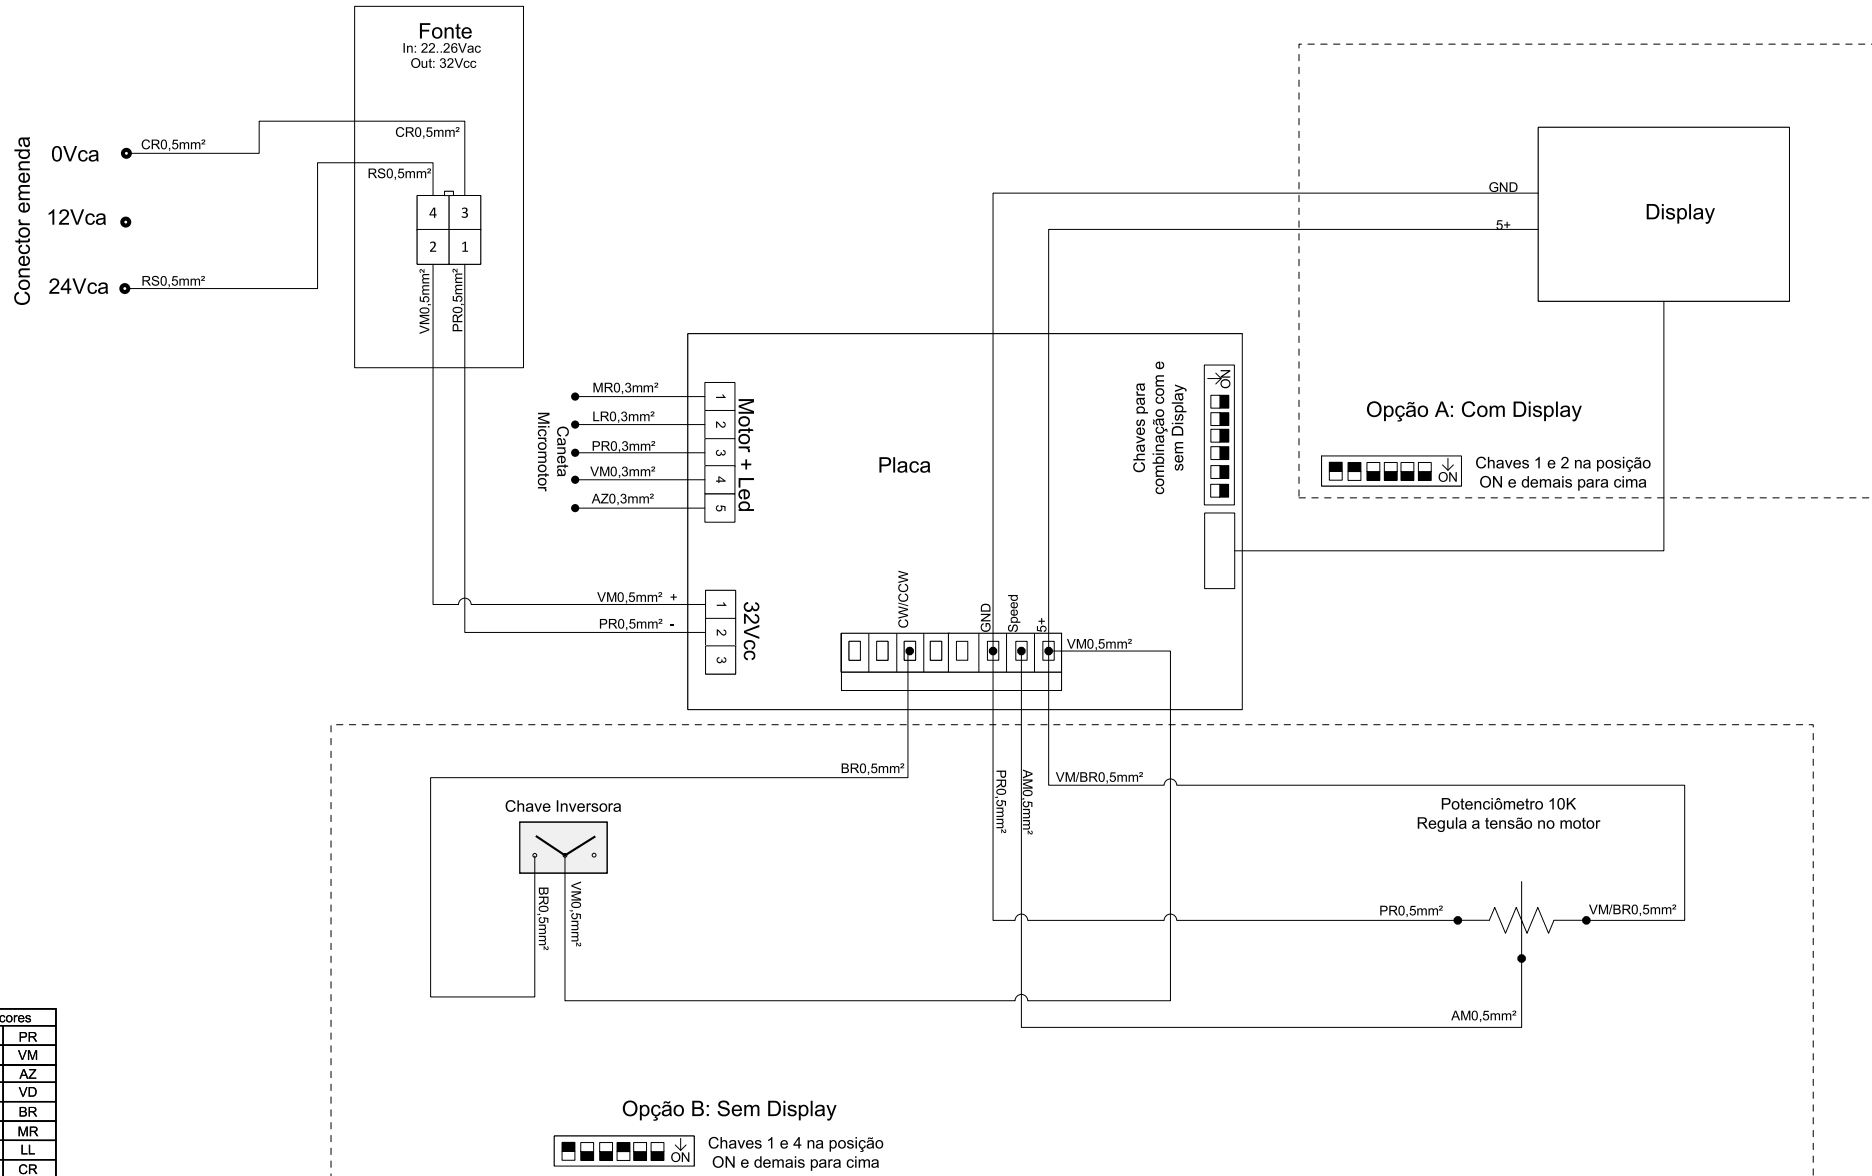 Fonte
In: 22..26Vac
Out: 32Vcc
Conector emenda
0Vca
CR0,5mm²
CR0,5mm²
RS0,5mm²
12Vca
24Vca
RS0,5mm²
4 3
2 1
VM0,5mm²
PR0,5mm²
GND
5+
Display
Opção A: Com Display
ON
Chaves 1 e 2 na posição
ON e demais para cima
MR0,3mm²
LR0,3mm²
PR0,3mm²
VM0,3mm²
AZ0,3mm²
Caneta
Micromotor
1
2
3
4
5
Motor + Led
Placa
Chaves para
combinação com e
sem Display
ON
VM0,5mm² +
PR0,5mm² -
1
2
3
32Vcc
CW/CCW
GND
Speed
5+
VM0,5mm²
BR0,5mm²
PR0,5mm²
AM0,5mm²
VM/BR0,5mm²
Chave Inversora
BR0,5mm²
VM0,5mm²
Potenciômetro 10K
Regula a tensão no motor
PR0,5mm²
VM/BR0,5mm²
AM0,5mm²
Opção B: Sem Display
ON
Chaves 1 e 4 na posição
ON e demais para cima
cores
PR
VM
AZ
VD
BR
MR
LL
CR